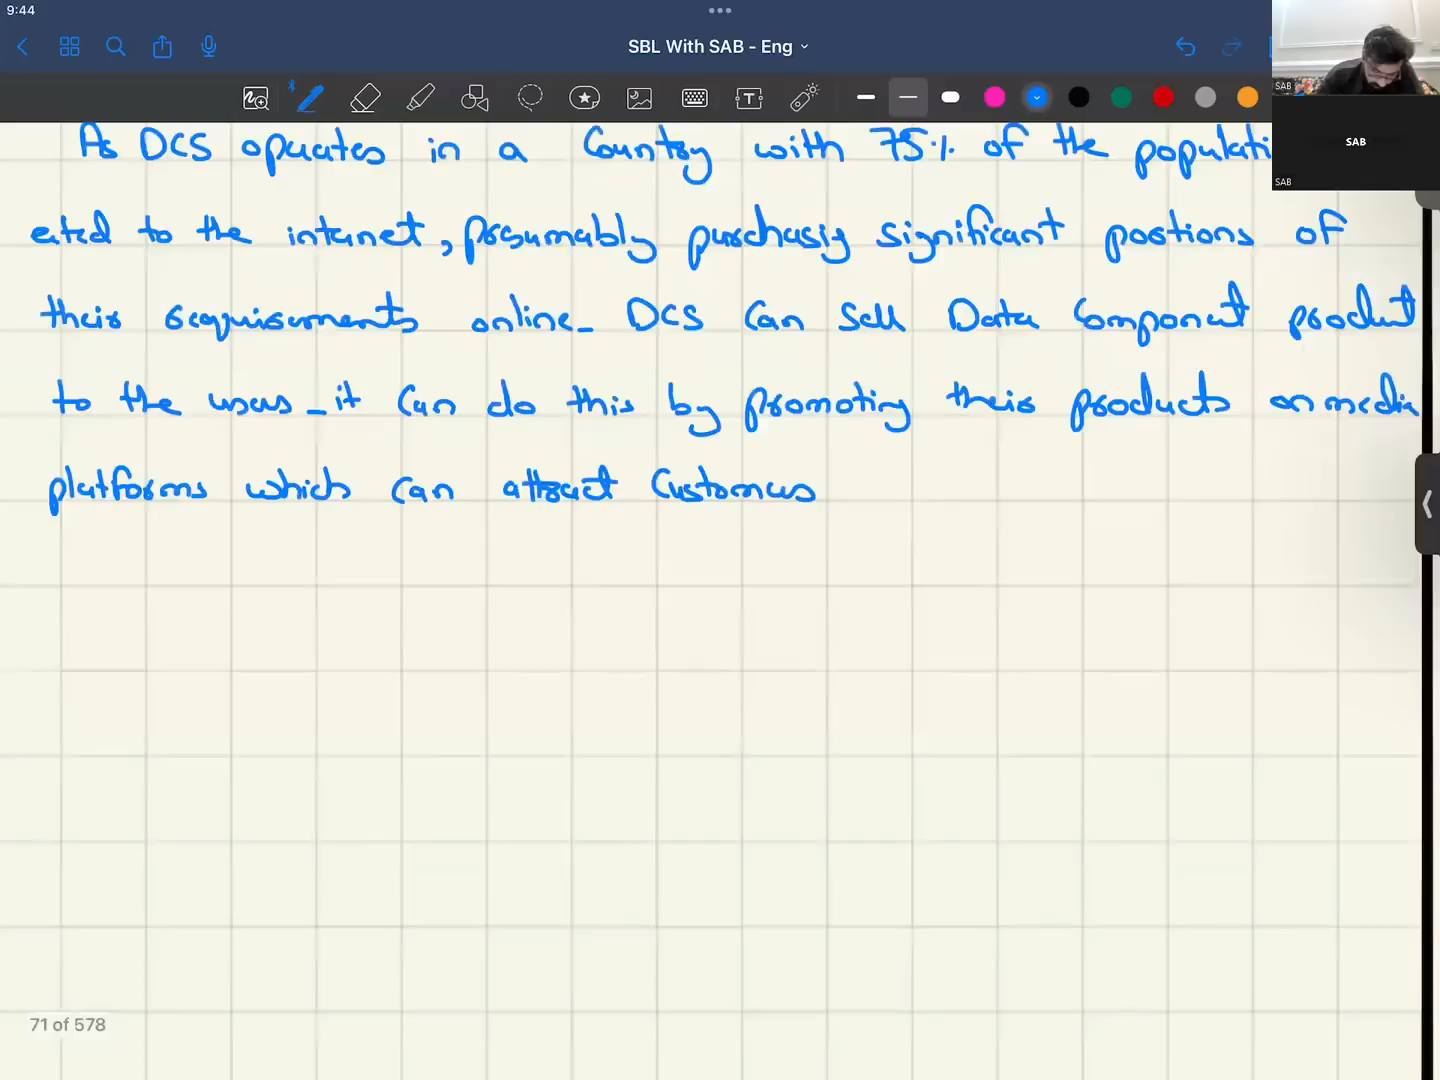 9:44
SBL With SAB - Eng
SAB
SAB
SAB
As DCS operates in a Country with 75% of the populati
ected to the internet, presumably purchasig significant portions of
their requirements online_ DCS Can Sell Data Component product
to the users _ it Can do this by promoting their products on media
platforms which can attract Customers
71 of 578